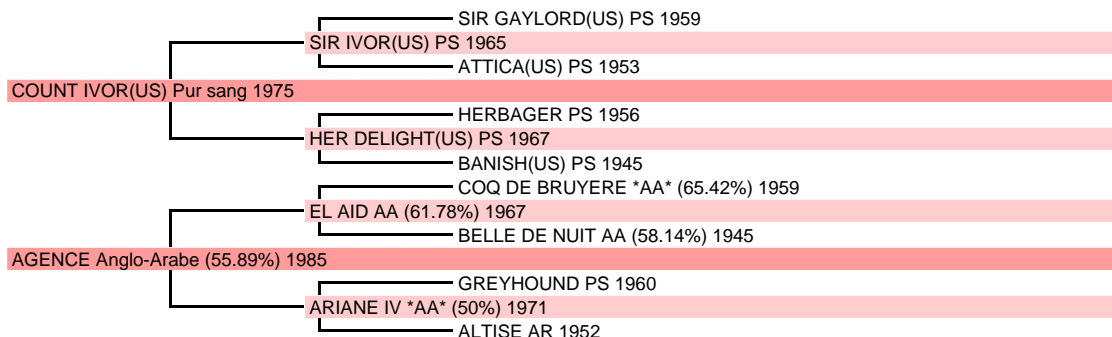 SIR GAYLORD(US) PS 1959
SIR IVOR(US) PS 1965
ATTICA(US) PS 1953
COUNT IVOR(US) Pur sang 1975
HERBAGER PS 1956
HER DELIGHT(US) PS 1967
BANISH(US) PS 1945
COQ DE BRUYERE *AA* (65.42%) 1959
EL AID AA (61.78%) 1967
BELLE DE NUIT AA (58.14%) 1945
AGENCE Anglo-Arabe (55.89%) 1985
GREYHOUND PS 1960
ARIANE IV *AA* (50%) 1971
ALTISE AR 1952